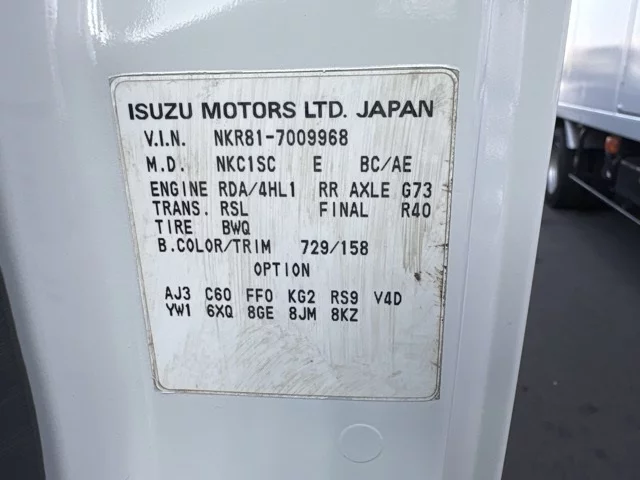 ISUZU MOTORS LTD. JAPAN
V.I.N. NKR81-7009968
M.D. NKC1SC E BC/AE
ENGINE RDA/4HL1 RR AXLE G73
TRANS. RSL FINAL R40
TIRE BWQ
B.COLOR/TRIM 729/158
OPTION
AJ3 C60 FF0 KG2 RS9 V4D
YW1 6XQ 8GE 8JM 8KZ